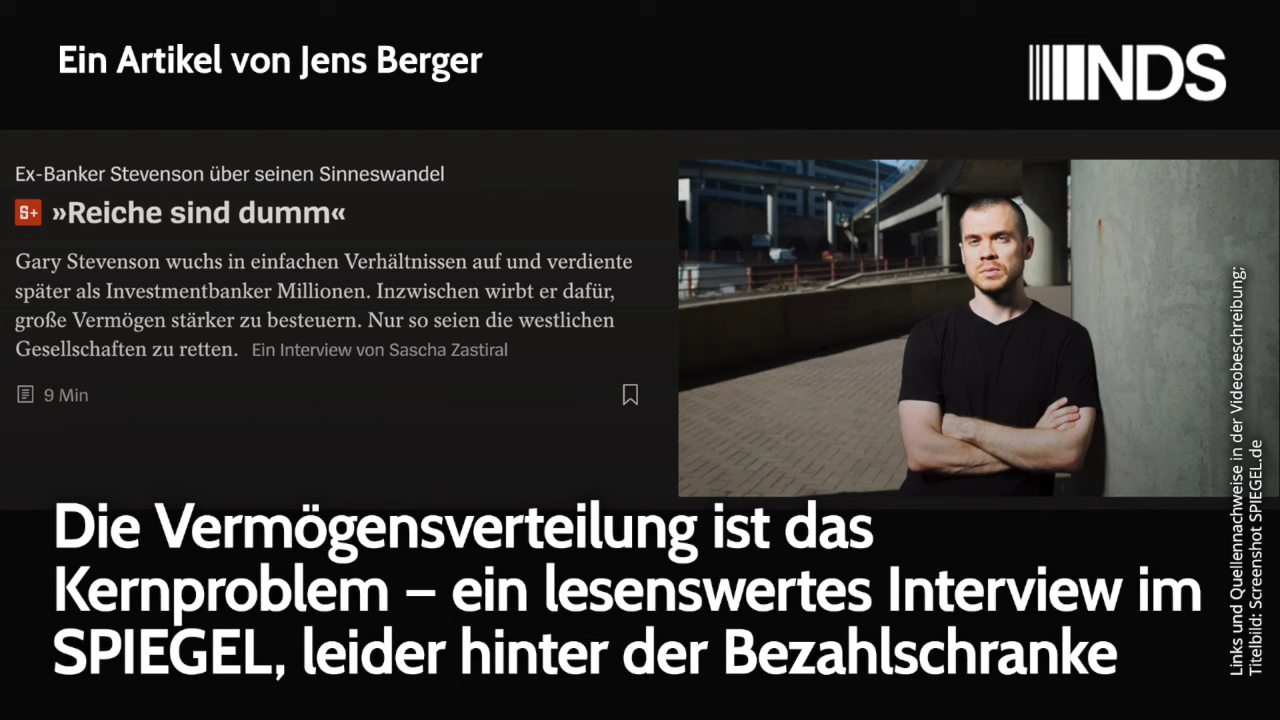 Ein Artikel von Jens Berger
NDS
Ex-Banker Stevenson über seinen Sinneswandel
S+ »Reiche sind dumm«
Gary Stevenson wuchs in einfachen Verhältnissen auf und verdiente
später als Investmentbanker Millionen. Inzwischen wirbt er dafür,
große Vermögen stärker zu besteuern. Nur so seien die westlichen
Gesellschaften zu retten. Ein Interview von Sascha Zastiral
9 Min
Die Vermögensverteilung ist das
Kernproblem – ein lesenswertes Interview im
SPIEGEL, leider hinter der Bezahlschranke
Links und Quellennachweise in der Videobeschreibung;
Titelbild: Screenshot SPIEGEL.de